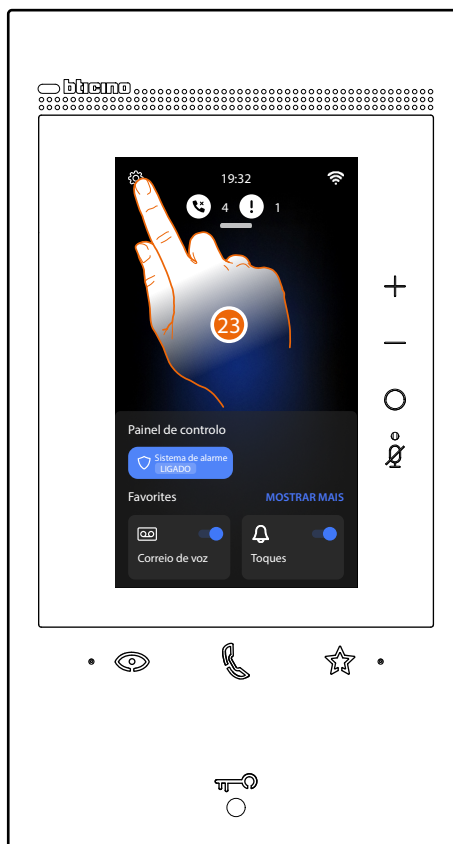 bticino
19:32
4 ! 1
23
Painel de controlo
Sistema de alarme
LIGADO
Favorites MOSTRAR MAIS
Correio de voz Toques